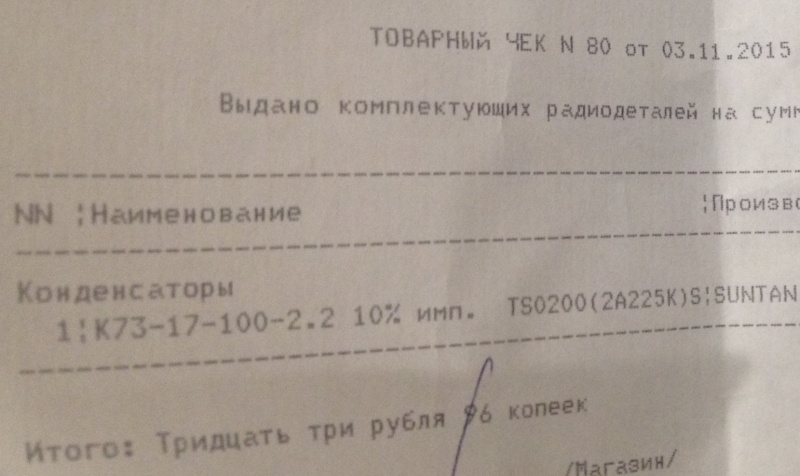 ТОВАРНЫЙ ЧЕК N 80 от 03.11.2015
Выдано комплектующих радиодеталей на сумм
NN ¦Наименование ¦Произво
Конденсаторы
1¦К73-17-100-2.2 10% имп. TS0200(2A225K)S¦SUNTAN
Итого: Тридцать три рубля 96 копеек
/Магазин/